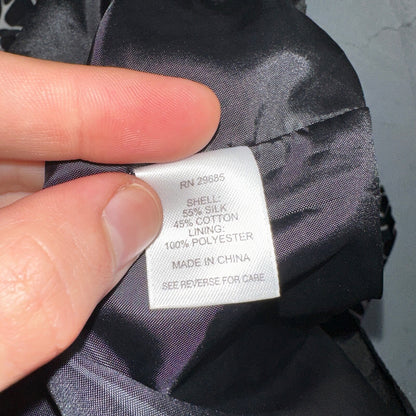 RN 29685
SHELL:
55% SILK
45% COTTON
LINING:
100% POLYESTER
MADE IN CHINA
SEE REVERSE FOR CARE